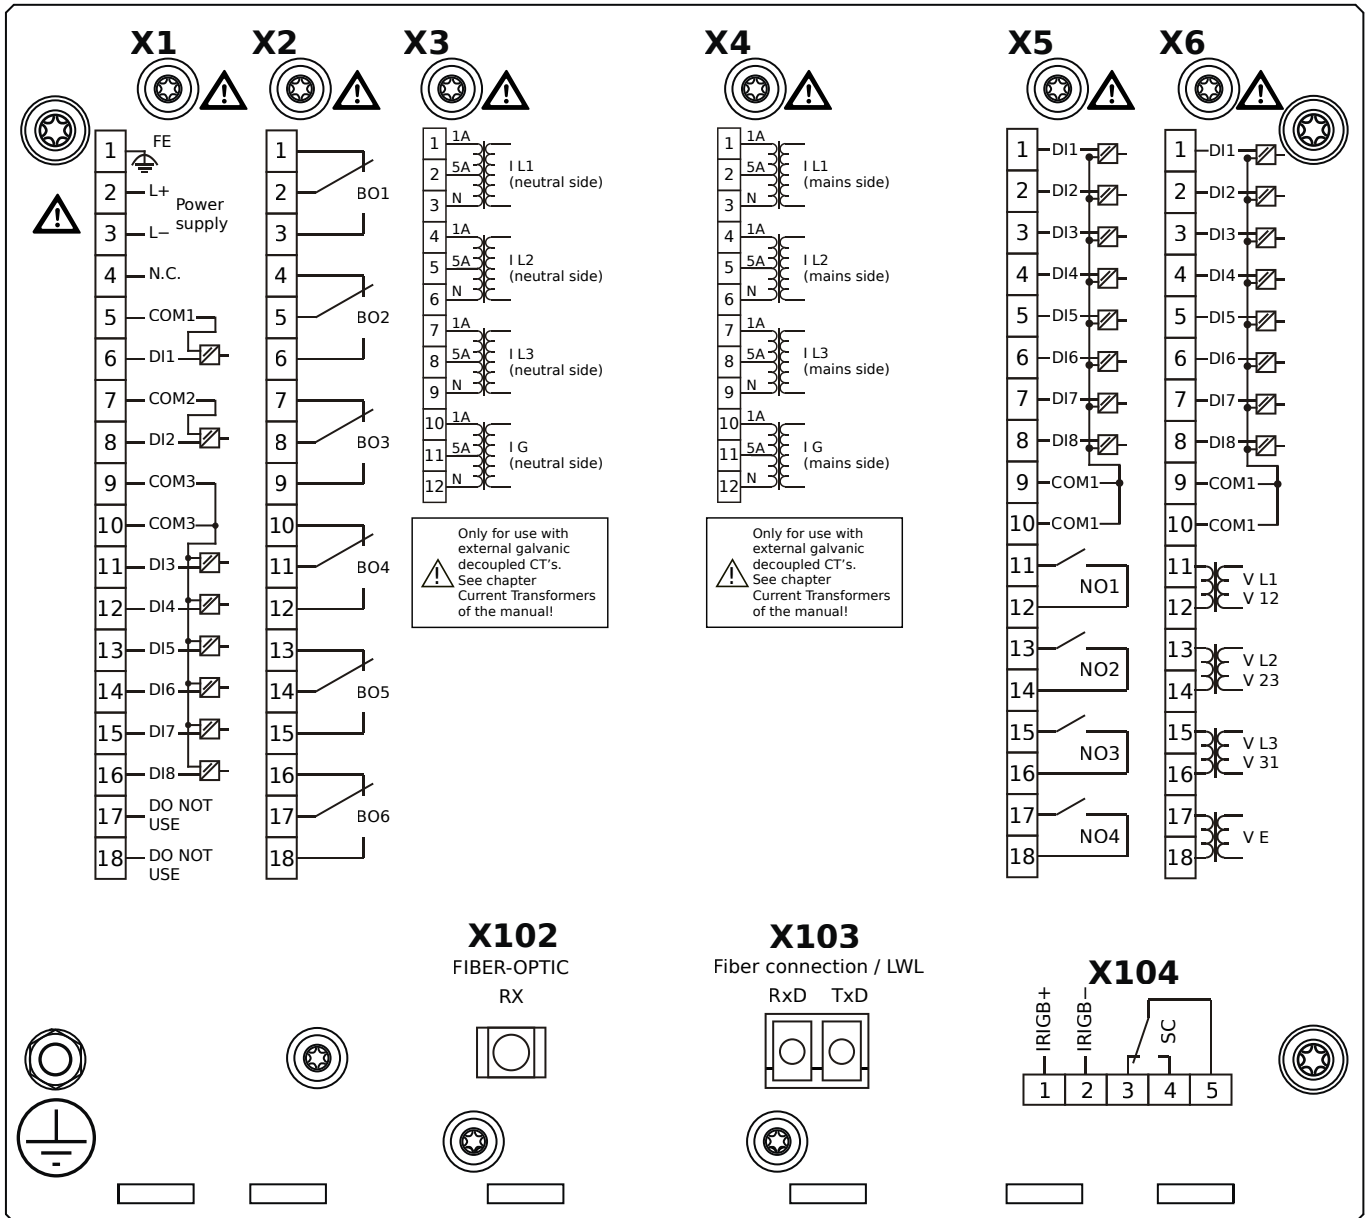 X1
X2
X3
X4
X5
X6
1
FE
2
L+
Power
supply
3
L−
4
N.C.
5
COM1
6
DI1
7
COM2
8
DI2
9
COM3
10
COM3
11
DI3
12
DI4
13
DI5
14
DI6
15
DI7
16
DI8
17
DO NOT
USE
18
DO NOT
USE
1
2
BO1
3
4
5
BO2
6
7
8
BO3
9
10
11
BO4
12
13
14
BO5
15
16
17
BO6
18
1
1A
2
5A
3
N
I L1
(neutral side)
4
1A
5
5A
6
N
I L2
(neutral side)
7
1A
8
5A
9
N
I L3
(neutral side)
10
1A
11
5A
12
N
I G
(neutral side)
Only for use with
external galvanic
decoupled CT’s.
See chapter
Current Transformers
of the manual!
1
1A
2
5A
3
N
I L1
(mains side)
4
1A
5
5A
6
N
I L2
(mains side)
7
1A
8
5A
9
N
I L3
(mains side)
10
1A
11
5A
12
N
I G
(mains side)
Only for use with
external galvanic
decoupled CT’s.
See chapter
Current Transformers
of the manual!
1
DI1
2
DI2
3
DI3
4
DI4
5
DI5
6
DI6
7
DI7
8
DI8
9
COM1
10
COM1
11
NO1
12
13
NO2
14
15
NO3
16
17
NO4
18
1
DI1
2
DI2
3
DI3
4
DI4
5
DI5
6
DI6
7
DI7
8
DI8
9
COM1
10
COM1
11
V L1
V 12
12
13
V L2
V 23
14
15
V L3
V 31
16
17
V E
18
X102
FIBER-OPTIC
RX
X103
Fiber connection / LWL
RxD TxD
X104
IRIGB+
IRIGB−
SC
1 2 3 4 5